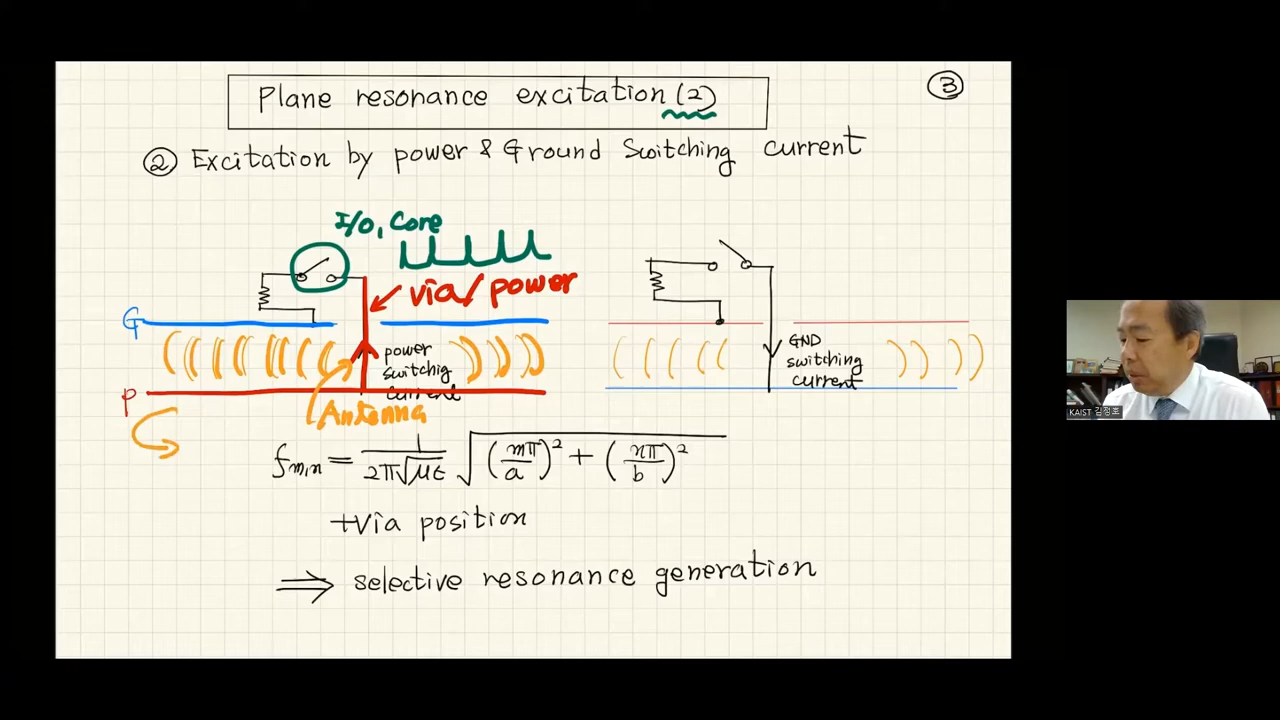 Plane resonance excitation (2)
③
② Excitation by power & Ground Switching current
I/O, Core
via/power
G
power
switchig
current
P
Antenna
GND
switching
current
fm,n = 1/2π√με √(mπ/a)² + (nπ/b)²
+Via position
⇒ selective resonance generation
KAIST 김정호